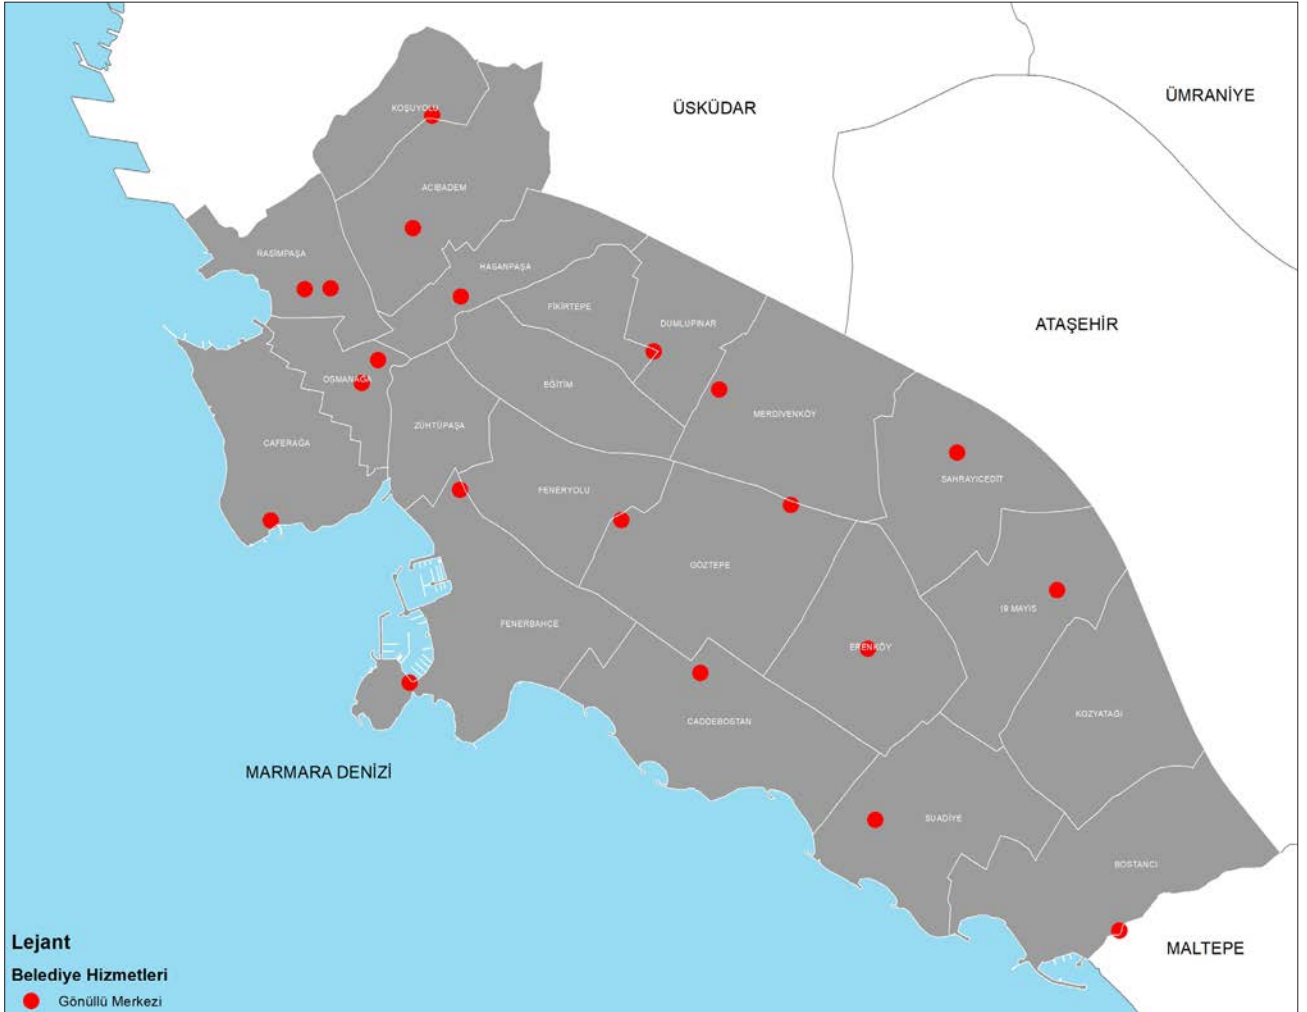 ÜMRANİYE
ÜSKÜDAR
KOŞUYOLU
ACIBADEM
RASİMPAŞA
HASANPAŞA
FİKİRTEPE
DUMLUPINAR
ATAŞEHİR
OSMANAĞA
EĞİTİM
MERDİVENKÖY
ZÜHTÜPAŞA
CAFERAĞA
SAHRAYICEDİT
FENERYOLU
GÖZTEPE
19 MAYIS
FENERBAHÇE
ERENKÖY
KOZYATAĞI
CADDEBOSTAN
MARMARA DENİZİ
SUADİYE
BOSTANCI
MALTEPE
Lejant
Belediye Hizmetleri
Gönüllü Merkezi